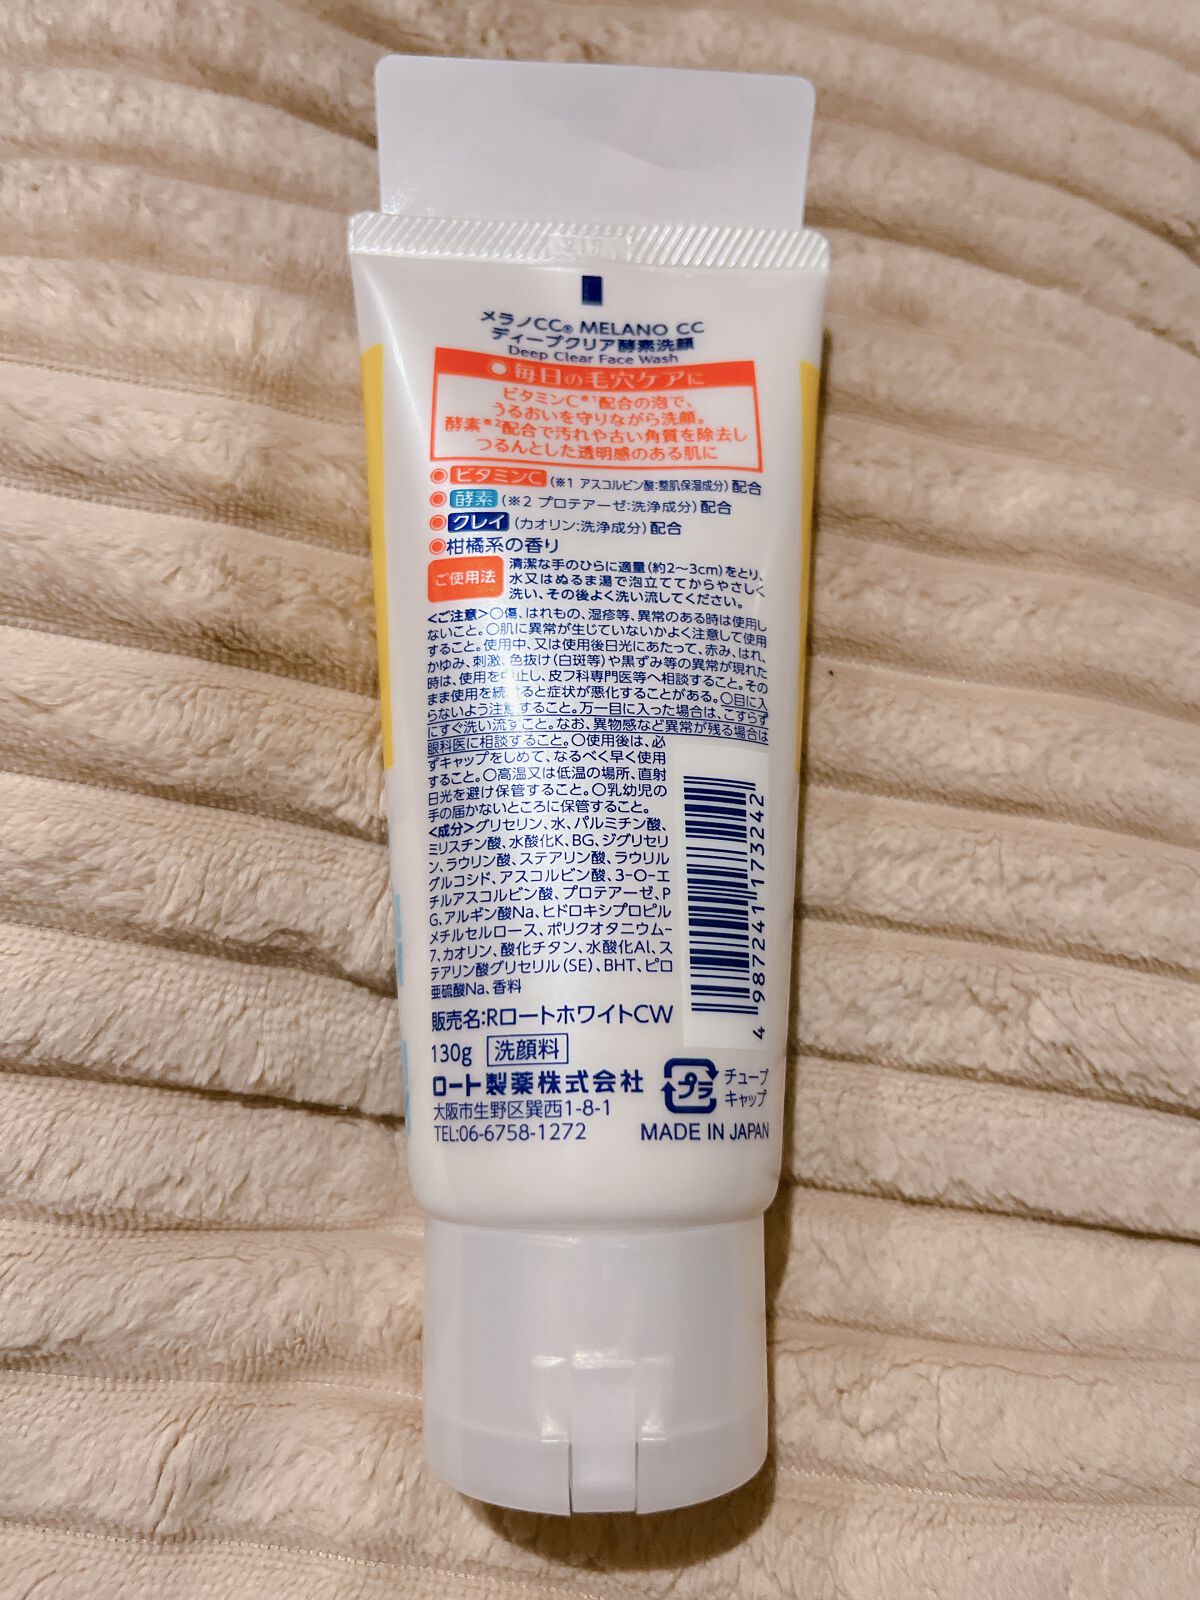 メラノCC® MELANO CC
ディープクリア酵素洗顔
Deep Clear Face Wash
毎日の毛穴ケアに
ビタミンC※1配合の泡で、
うるおいを守りながら洗顔。
酵素※2配合で汚れや古い角質を除去し
つるんとした透明感のある肌に
ビタミンC (※1 アスコルビン酸:整肌保湿成分) 配合
酵素 (※2 プロテアーゼ:洗浄成分) 配合
クレイ (カオリン:洗浄成分) 配合
柑橘系の香り
ご使用法
清潔な手のひらに適量(約2〜3cm)をとり、
水又はぬるま湯で泡立ててからやさしく
洗い、その後よく洗い流してください。
<ご注意>○傷、はれもの、湿疹等、異常のある時は使用し
ないこと。○肌に異常が生じていないかよく注意して使用
すること。使用中、又は使用後日光にあたって、赤み、はれ、
かゆみ、刺激、色抜け(白斑等)や黒ずみ等の異常が現れた
時は、使用を中止し、皮フ科専門医等へ相談すること。その
まま使用を続けると症状が悪化することがある。○目に入
らないよう注意すること。万一目に入った場合は、こすらず
にすぐ洗い流すこと。なお、異物感など異常が残る場合は
眼科医に相談すること。○使用後は、必
ずキャップをしめて、なるべく早く使用
すること。○高温又は低温の場所、直射
日光を避け保管すること。○乳幼児の
手の届かないところに保管すること。
<成分>グリセリン、水、パルミチン酸、
ミリスチン酸、水酸化K、BG、ジグリセリ
ン、ラウリン酸、ステアリン酸、ラウリル
グルコシド、アスコルビン酸、3-O-エ
チルアスコルビン酸、プロテアーゼ、P
G、アルギン酸Na、ヒドロキシプロピル
メチルセルロース、ポリクオタニウム-
7、カオリン、酸化チタン、水酸化Al、ス
テアリン酸グリセリル(SE)、BHT、ピロ
亜硫酸Na、香料
4 987241 173242
販売名:RロートホワイトCW
130g 洗顔料
ロート製薬株式会社
大阪市生野区巽西1-8-1
TEL:06-6758-1272
プラ
チューブ
キャップ
MADE IN JAPAN